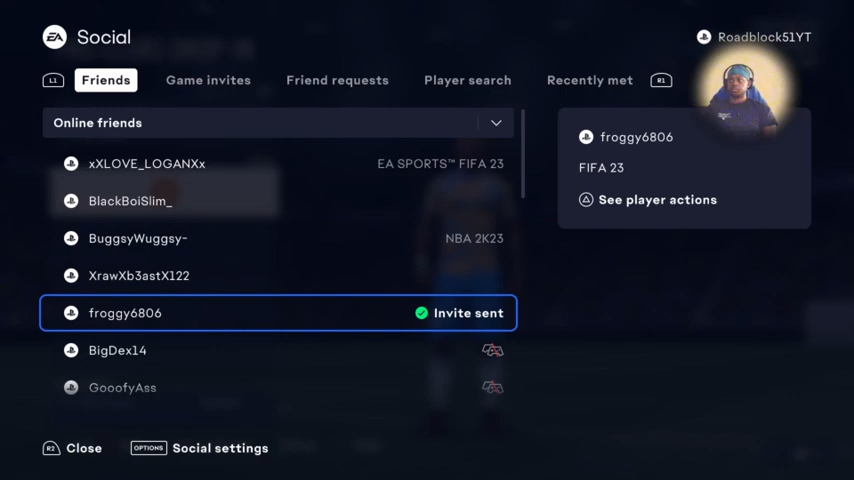 EA Social
Roadblock51YT
L1 Friends Game invites Friend requests Player search Recently met R1
Online friends
froggy6806
FIFA 23
See player actions
xXLOVE_LOGANXx EA SPORTS™ FIFA 23
BlackBoiSlim_
BuggsyWuggsy- NBA 2K23
XrawXb3astX122
froggy6806 Invite sent
BigDex14
GooofyAss
R2 Close OPTIONS Social settings